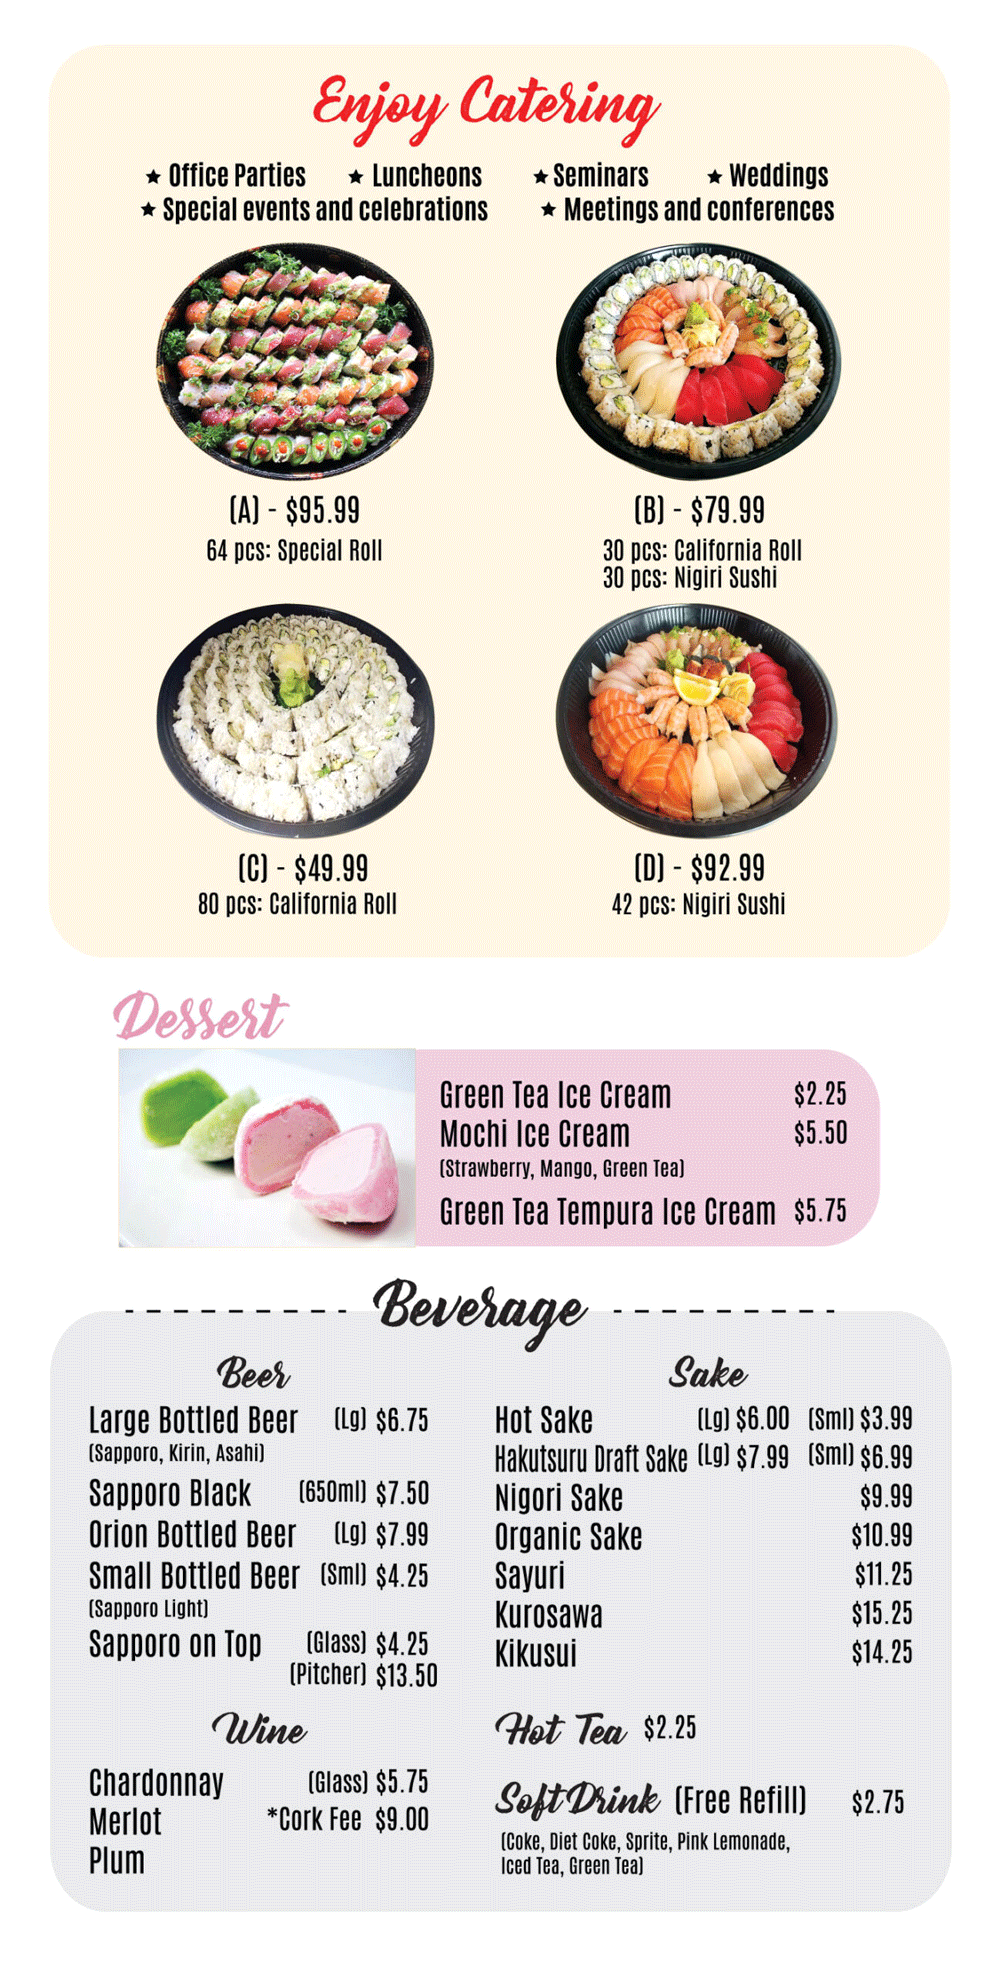 Enjoy Catering
★ Office Parties ★ Luncheons ★ Seminars ★ Weddings
★ Special events and celebrations ★ Meetings and conferences
(A) - $95.99
64 pcs: Special Roll
(B) - $79.99
30 pcs: California Roll
30 pcs: Nigiri Sushi
(C) - $49.99
80 pcs: California Roll
(D) - $92.99
42 pcs: Nigiri Sushi
Dessert
Green Tea Ice Cream $2.25
Mochi Ice Cream $5.50
(Strawberry, Mango, Green Tea)
Green Tea Tempura Ice Cream $5.75
Beverage
Beer
Large Bottled Beer (Lg) $6.75
(Sapporo, Kirin, Asahi)
Sapporo Black (650ml) $7.50
Orion Bottled Beer (Lg) $7.99
Small Bottled Beer (Sml) $4.25
(Sapporo Light)
Sapporo on Top (Glass) $4.25
(Pitcher) $13.50
Wine
Chardonnay (Glass) $5.75
Merlot *Cork Fee $9.00
Plum
Sake
Hot Sake (Lg) $6.00 (Sml) $3.99
Hakutsuru Draft Sake (Lg) $7.99 (Sml) $6.99
Nigori Sake $9.99
Organic Sake $10.99
Sayuri $11.25
Kurosawa $15.25
Kikusui $14.25
Hot Tea $2.25
Soft Drink (Free Refill) $2.75
(Coke, Diet Coke, Sprite, Pink Lemonade,
Iced Tea, Green Tea)